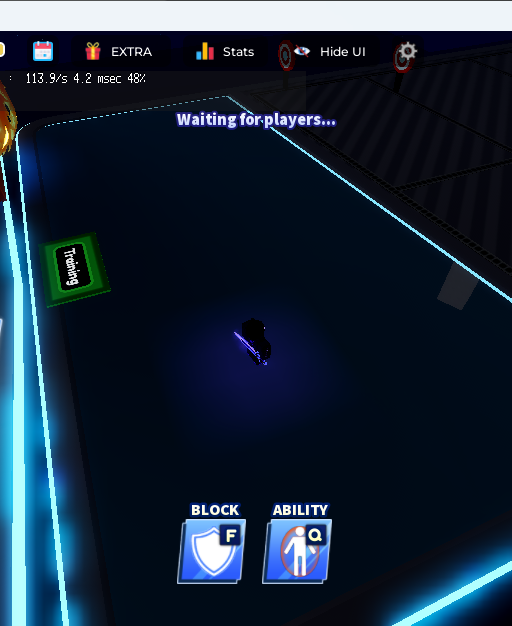 EXTRA
Stats
Hide UI
: 113.9/s 4.2 msec 48%
Waiting for players...
Training
BLOCK
ABILITY
F
Q